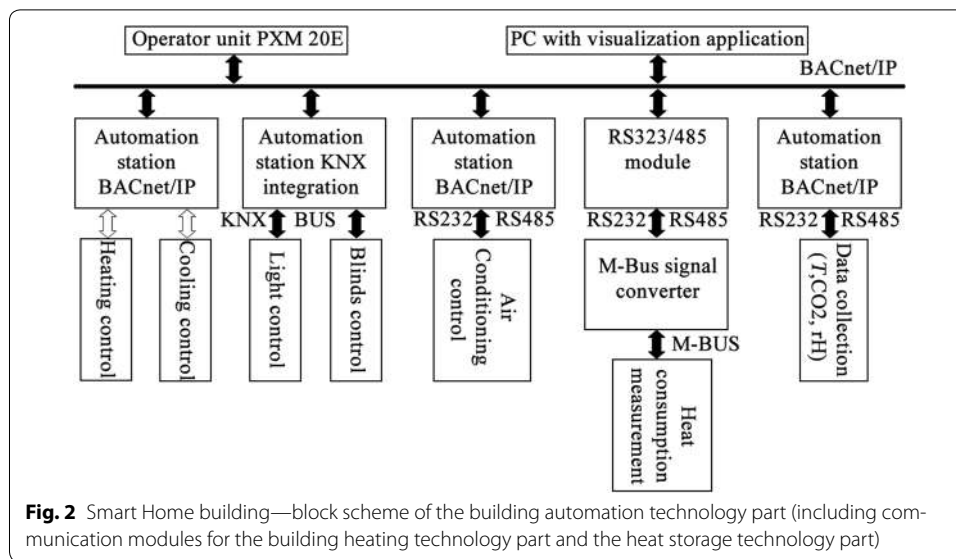 Operator unit PXM 20E
PC with visualization application
BACnet/IP
Automation
station
BACnet/IP
Automation
station KNX
integration
Automation
station
BACnet/IP
RS323/485
module
Automation
station
BACnet/IP
KNX BUS
RS232 RS485
RS232 RS485
RS232 RS485
Heating control
Cooling control
Light control
Blinds control
Air
Conditioning
control
M-Bus signal
converter
Data collection
(T,CO2, rH)
M-BUS
Heat
consumption
measurement
Fig. 2 Smart Home building—block scheme of the building automation technology part (including com-
munication modules for the building heating technology part and the heat storage technology part)